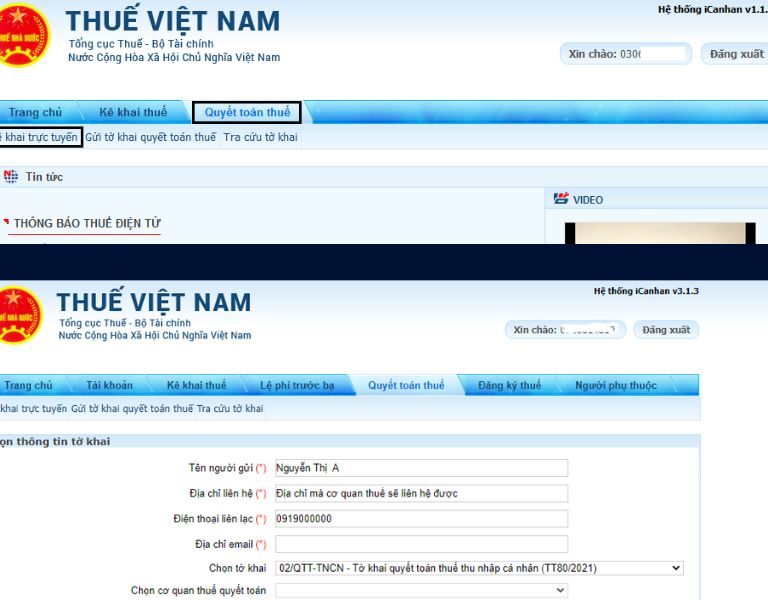 Hệ thống iCanhan v1.1.
THUẾ VIỆT NAM
Tổng cục Thuế - Bộ Tài chính
Nước Cộng Hòa Xã Hội Chủ Nghĩa Việt Nam
THUẾ NHÀ NƯỚC
Xin chào: 030 Đăng xuất
Trang chủ Kê khai thuế Quyết toán thuế
khai trực tuyến Gửi tờ khai quyết toán thuế Tra cứu tờ khai
Tin tức
VIDEO
THÔNG BÁO THUẾ ĐIỆN TỬ
Hệ thống iCanhan v3.1.3
THUẾ VIỆT NAM
Tổng cục Thuế - Bộ Tài chính
Nước Cộng Hòa Xã Hội Chủ Nghĩa Việt Nam
THUẾ NHÀ NƯỚC
Xin chào: Đăng xuất
Trang chủ Tài khoản Kê khai thuế Lệ phí trước bạ Quyết toán thuế Đăng ký thuế Người phụ thuộc
khai trực tuyến Gửi tờ khai quyết toán thuế Tra cứu tờ khai
ọn thông tin tờ khai
Tên người gửi (*) Nguyễn Thị A
Địa chỉ liên hệ (*) Địa chỉ mà cơ quan thuế sẽ liên hệ được
Điện thoại liên lạc (*) 0919000000
Địa chỉ email (*)
Chọn tờ khai 02/QTT-TNCN - Tờ khai quyết toán thuế thu nhập cá nhân (TT80/2021)
Chọn cơ quan thuế quyết toán